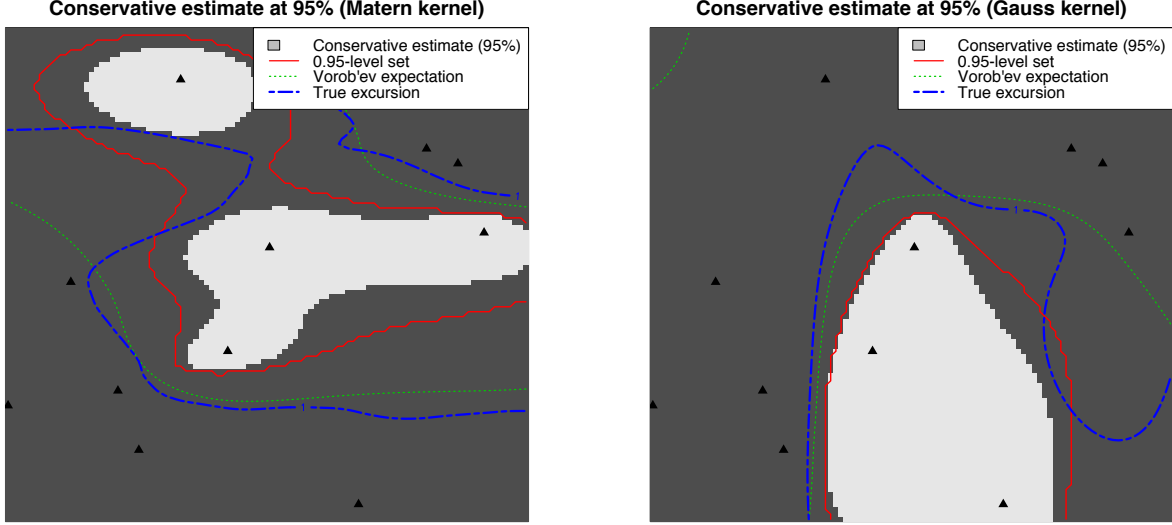 Conservative estimate at 95% (Matern kernel)
Conservative estimate (95%)
0.95-level set
Vorob'ev expectation
True excursion
1
1
Conservative estimate at 95% (Gauss kernel)
Conservative estimate (95%)
0.95-level set
Vorob'ev expectation
True excursion
1